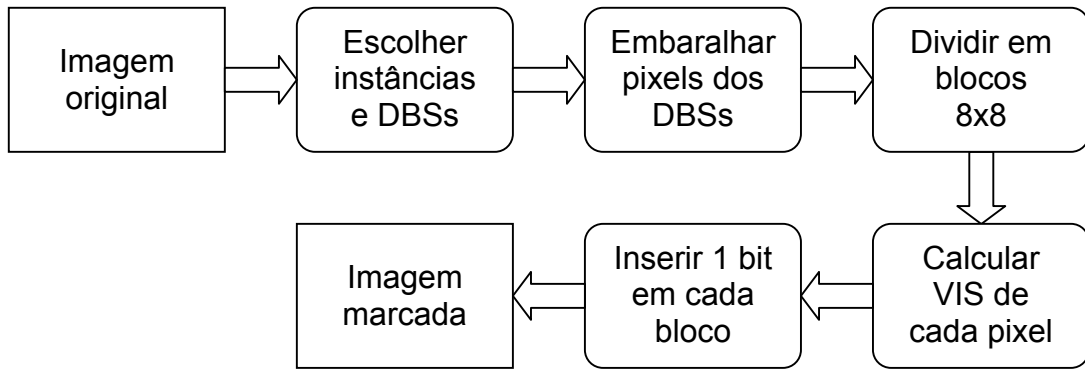 Imagem
original
Escolher
instâncias
e DBSs
Embaralhar
pixels dos
DBSs
Dividir em
blocos
8x8
Calcular
VIS de
cada pixel
Inserir 1 bit
em cada
bloco
Imagem
marcada